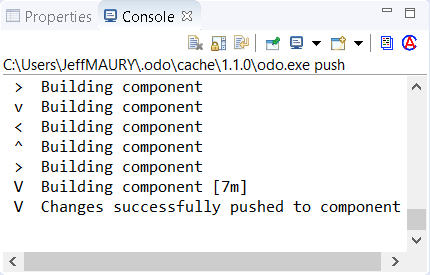 Properties Console
C:\Users\JeffMAURY\.odo\cache\1.1.0\odo.exe push
> Building component
v Building component
< Building component
^ Building component
> Building component
V Building component [7m]
V Changes successfully pushed to component